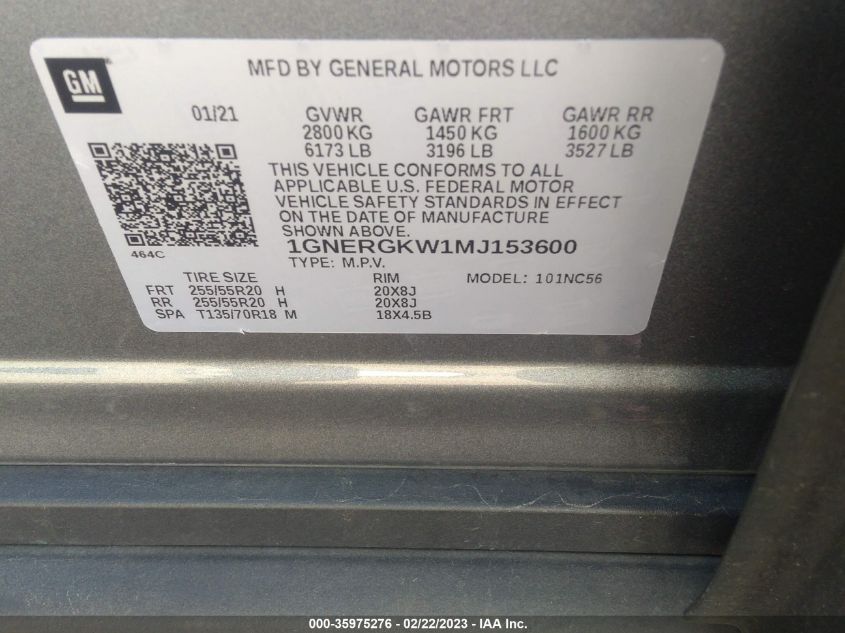 GM
MFD BY GENERAL MOTORS LLC
01/21 GVWR GAWR FRT GAWR RR
2800 KG 1450 KG 1600 KG
6173 LB 3196 LB 3527 LB
THIS VEHICLE CONFORMS TO ALL
APPLICABLE U.S. FEDERAL MOTOR
VEHICLE SAFETY STANDARDS IN EFFECT
ON THE DATE OF MANUFACTURE
SHOWN ABOVE.
464C
1GNERGKW1MJ153600
TYPE: M.P.V.
TIRE SIZE RIM MODEL: 101NC56
FRT 255/55R20 H 20X8J
RR 255/55R20 H 20X8J
SPA T135/70R18 M 18X4.5B
000-35975276 - 02/22/2023 - IAA Inc.